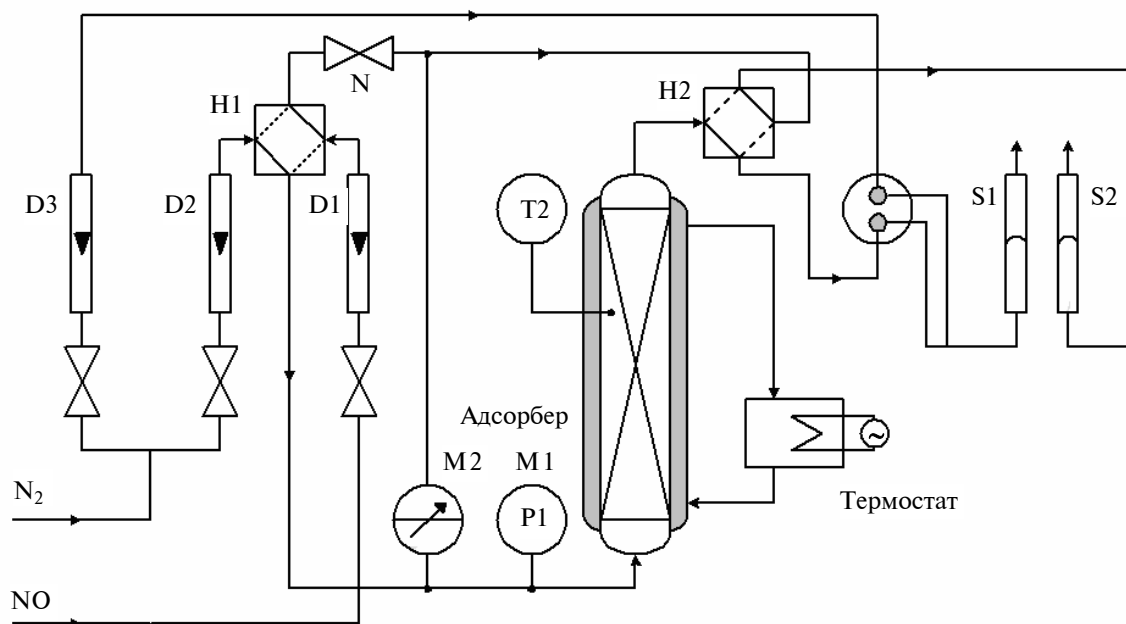 N
H1
H2
D3
D2
D1
T2
S1
S2
Адсорбер
M2
M1
P1
N₂
~
Термостат
NO